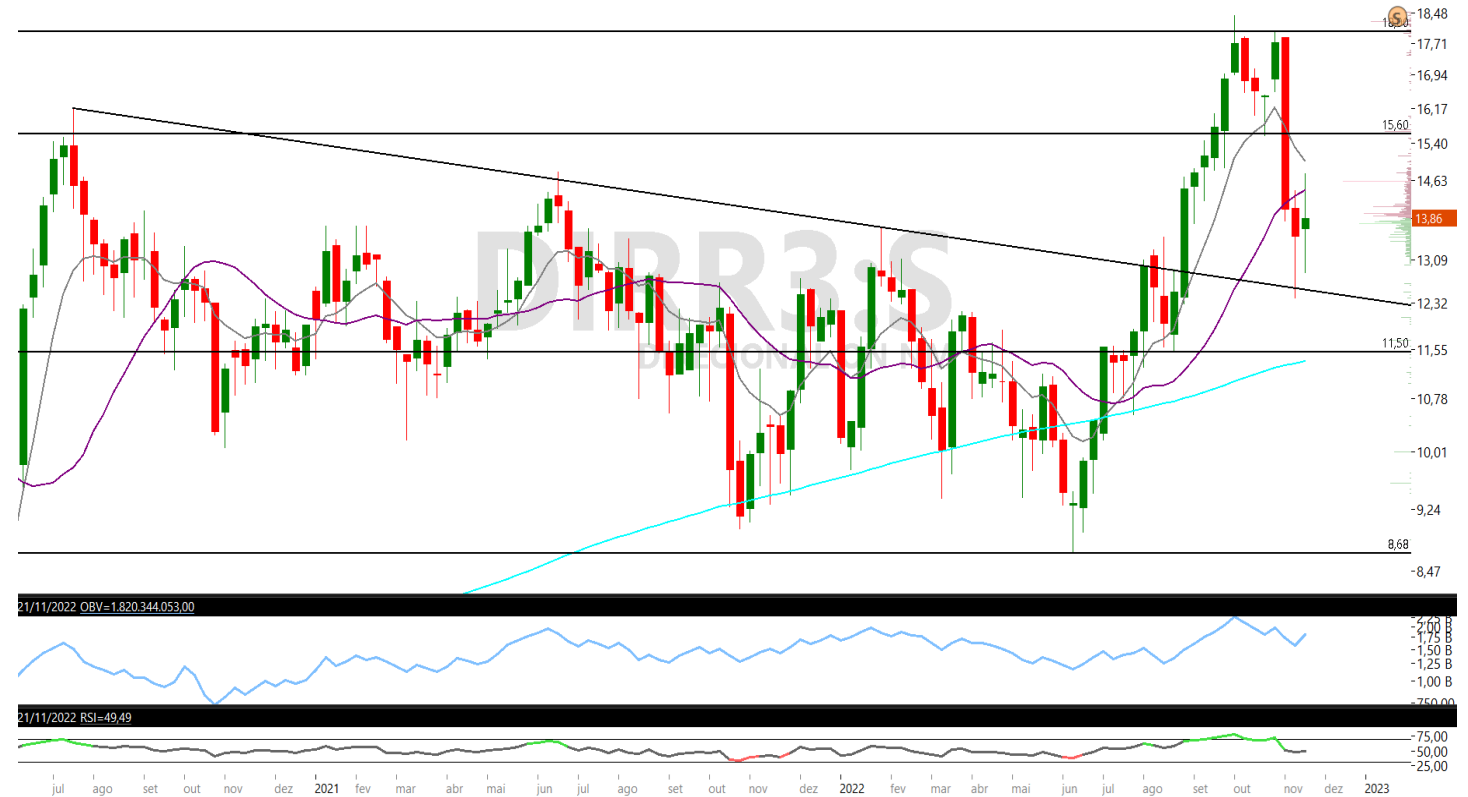 S
18,48
17,71
16,94
16,17
15,60
15,40
14,63
DIRR3:S
13,86
13,09
12,32
DIRECIONAL ON NM
11,50
11,55
10,78
10,01
9,24
8,68
8,47
21/11/2022 OBV=1.820.344.053,00
2,25 B
2,00 B
1,75 B
1,50 B
1,25 B
1,00 B
21/11/2022 RSI=49,49
75,00
50,00
25,00
jul ago set out nov dez 2021 fev mar abr mai jun jul ago set out nov dez 2022 fev mar abr mai jun jul ago set out nov dez 2023